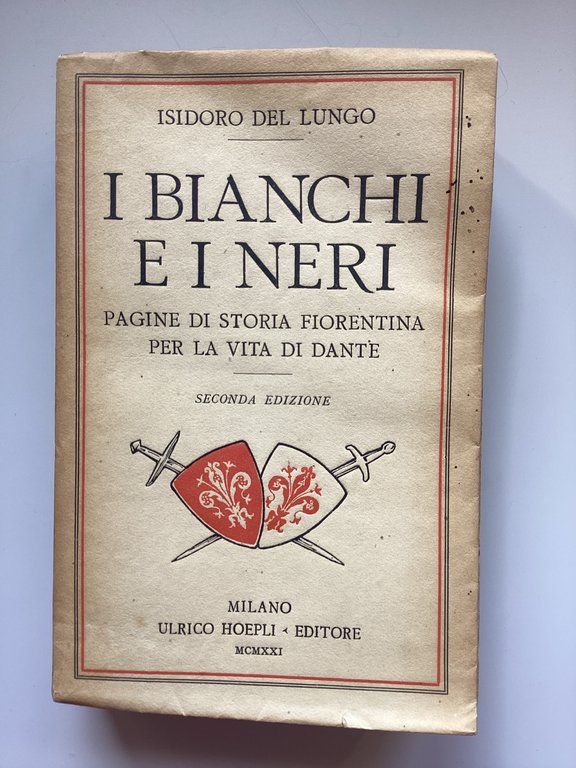 ISIDORO DEL LUNGO
I BIANCHI
E I NERI
PAGINE DI STORIA FIORENTINA
PER LA VITA DI DANTE
SECONDA EDIZIONE
MILANO
ULRICO HOEPLI - EDITORE
MCMXXI